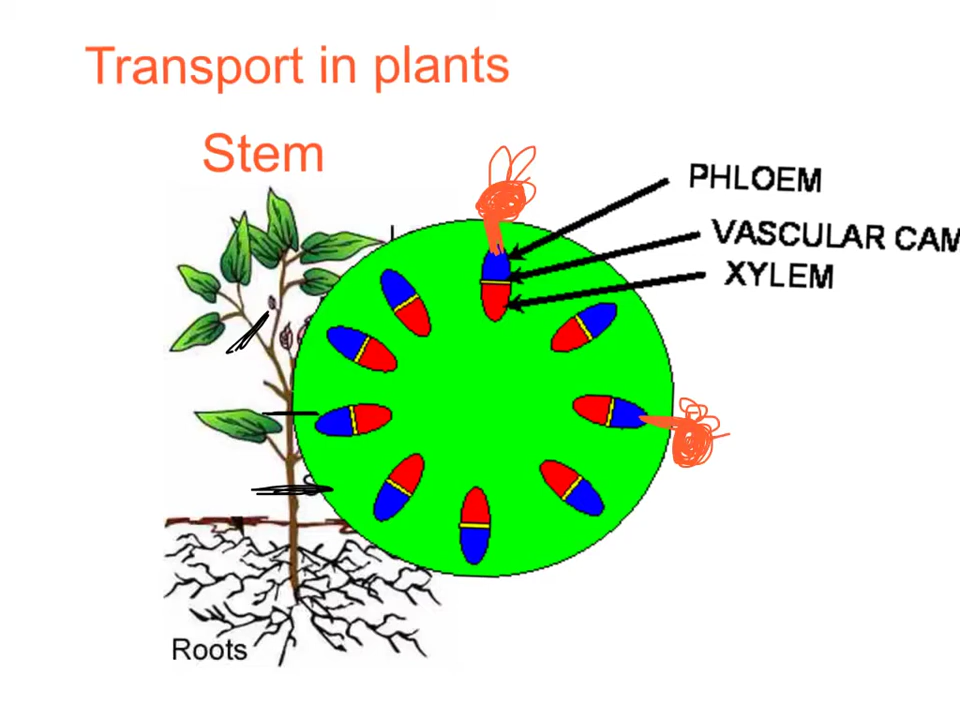 Transport in plants
Stem
PHLOEM
VASCULAR CAM
XYLEM
Roots